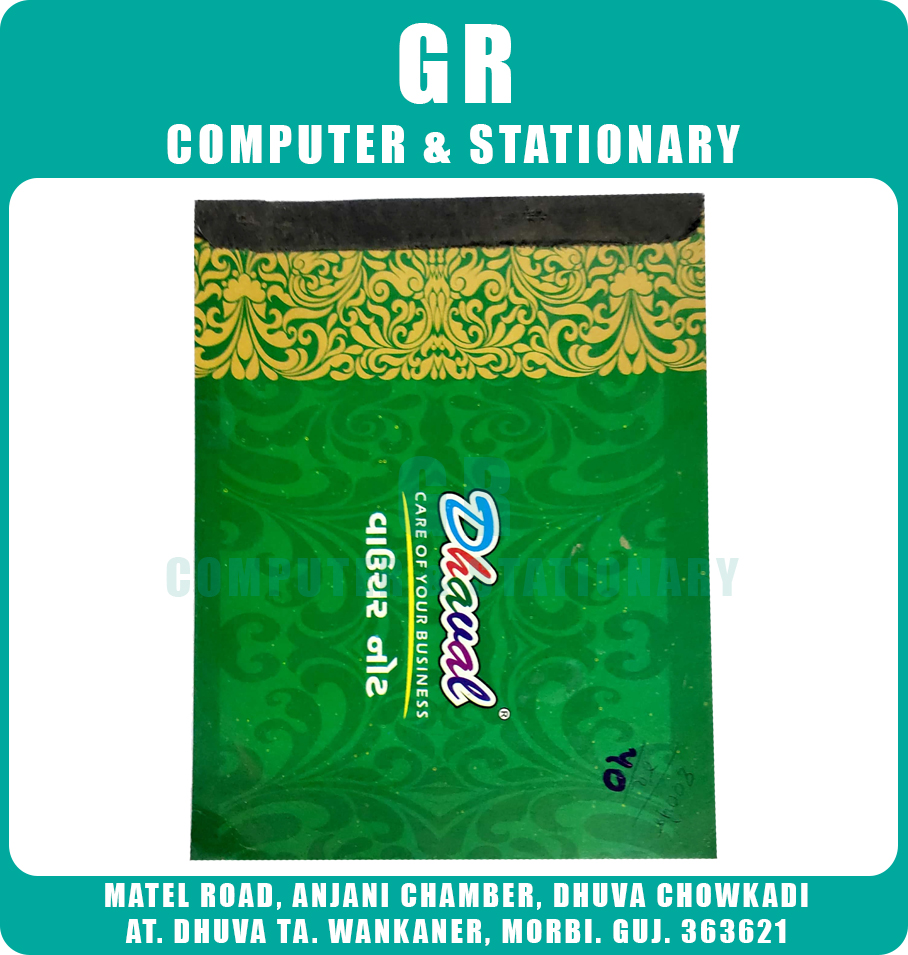 GR
COMPUTER & STATIONARY
GR
COMPUTER & STATIONARY
Dhaval®
CARE OF YOUR BUSINESS
વાઉચર નોટ
MATEL ROAD, ANJANI CHAMBER, DHUVA CHOWKADI
AT. DHUVA TA. WANKANER, MORBI. GUJ. 363621